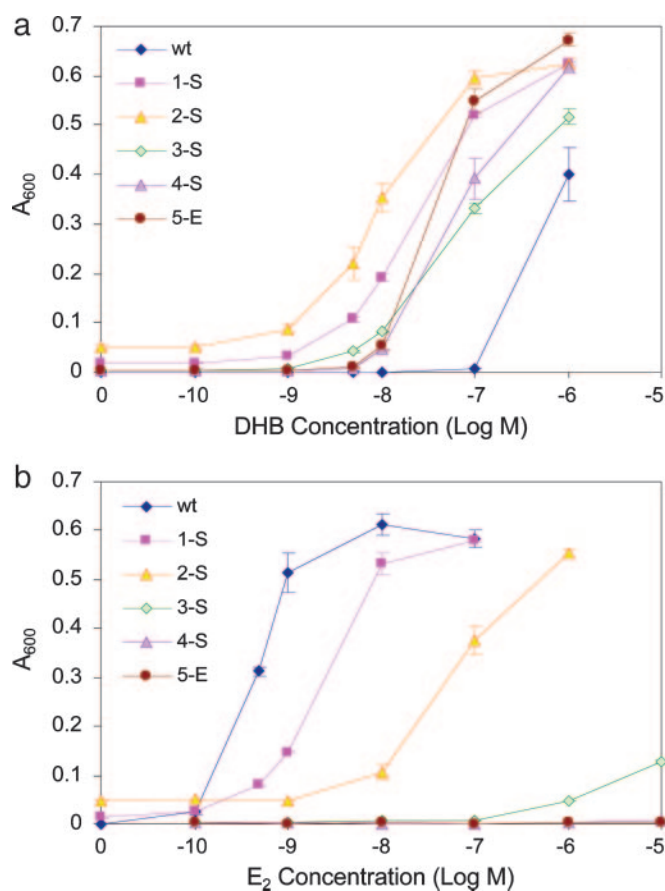 a
0.7
0.6
0.5
0.4
0.3
0.2
0.1
0
A600
wt
1-S
2-S
3-S
4-S
5-E
0 -10 -9 -8 -7 -6 -5
DHB Concentration (Log M)
b
0.7
0.6
0.5
0.4
0.3
0.2
0.1
0
A600
wt
1-S
2-S
3-S
4-S
5-E
0 -10 -9 -8 -7 -6 -5
E2 Concentration (Log M)